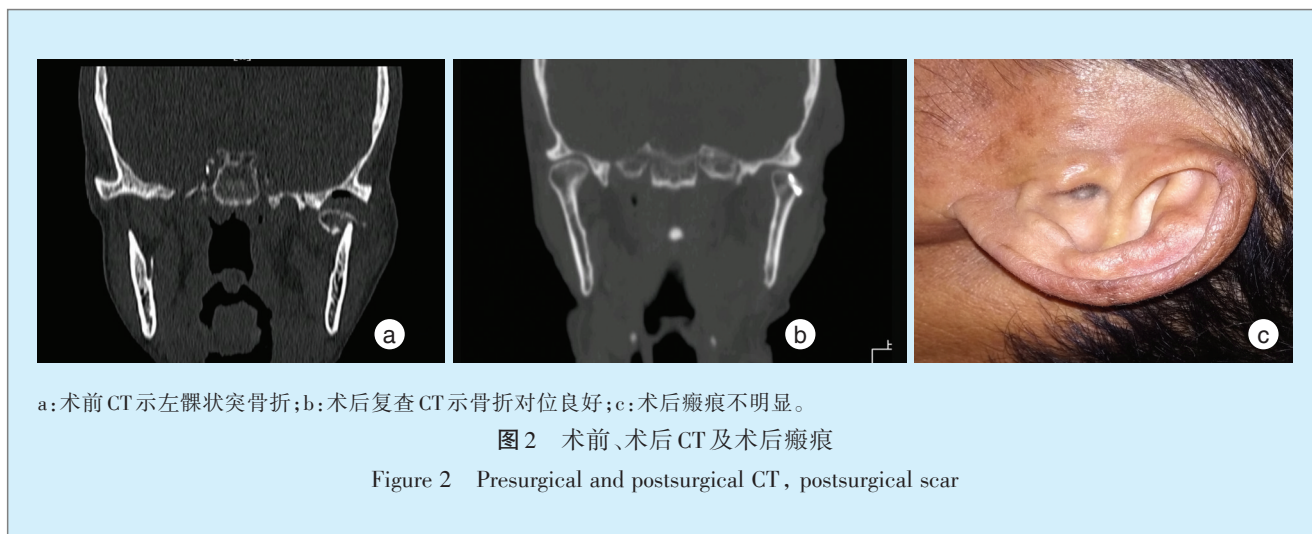 a
b
c
上
a:术前CT示左髁状突骨折;b:术后复查CT示骨折对位良好;c:术后瘢痕不明显。
图2 术前、术后CT及术后瘢痕
Figure 2 Presurgical and postsurgical CT, postsurgical scar